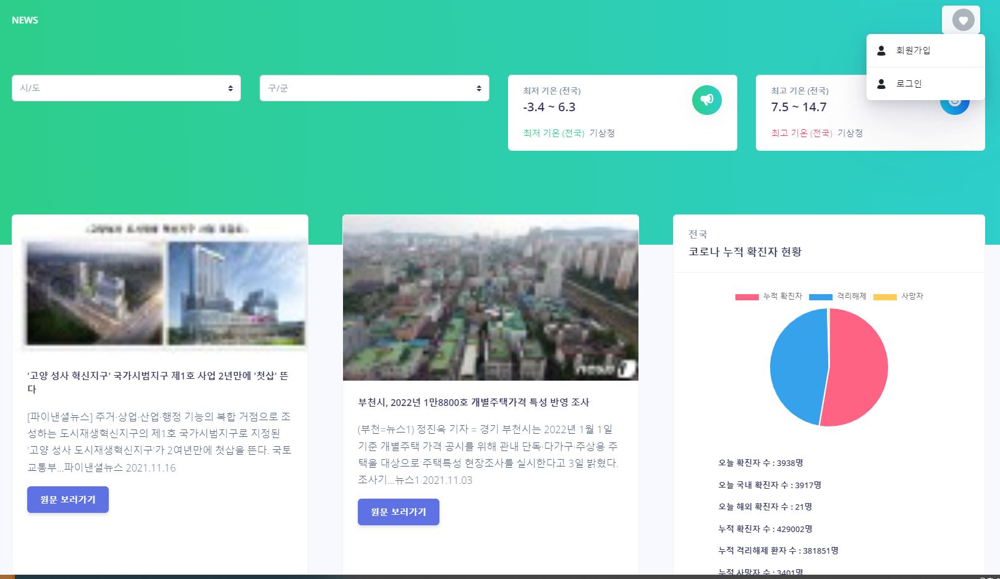 NEWS
회원가입
로그인
시/도
구/군
최저 기온 (전국)
-3.4 ~ 6.3
최저 기온 (전국) 기상청
최고 기온 (전국)
7.5 ~ 14.7
최고 기온 (전국) 기상청
'고양 성사 혁신지구' 국가시범지구 제1호 사업 2년만에 '첫삽' 뜬
다
[파이낸셜뉴스] 주거·상업·산업·행정 기능의 복합 거점으로 조
성하는 도시재생혁신지구의 제1호 국가시범지구로 지정된
'고양 성사 도시재생혁신지구'가 2여년만에 첫삽을 뜬다. 국토
교통부...파이낸셜뉴스 2021.11.16
원문 보러가기
news1
부천시, 2022년 1만8800호 개별주택가격 특성 반영 조사
(부천=뉴스1) 정진욱 기자 = 경기 부천시는 2022년 1월 1일
기준 개별주택 가격 공시를 위해 관내 단독·다가구·주상용 주
택을 대상으로 주택특성 현장조사를 실시한다고 3일 밝혔다.
조사기...뉴스1 2021.11.03
원문 보러가기
전국
코로나 누적 확진자 현황
누적 확진자 격리해제 사망자
오늘 확진자 수 : 3938명
오늘 국내 확진자 수 : 3917명
오늘 해외 확진자 수 : 21명
누적 확진자 수 : 429002명
누적 격리해제 환자 수 : 381851명
누적 사망자 수 : 3401명